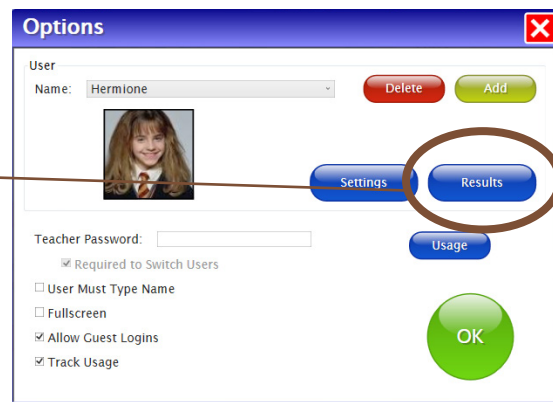 Options
User
Name: Hermione Delete Add
Settings Results
Teacher Password: Usage
Required to Switch Users
User Must Type Name
Fullscreen
Allow Guest Logins OK
Track Usage